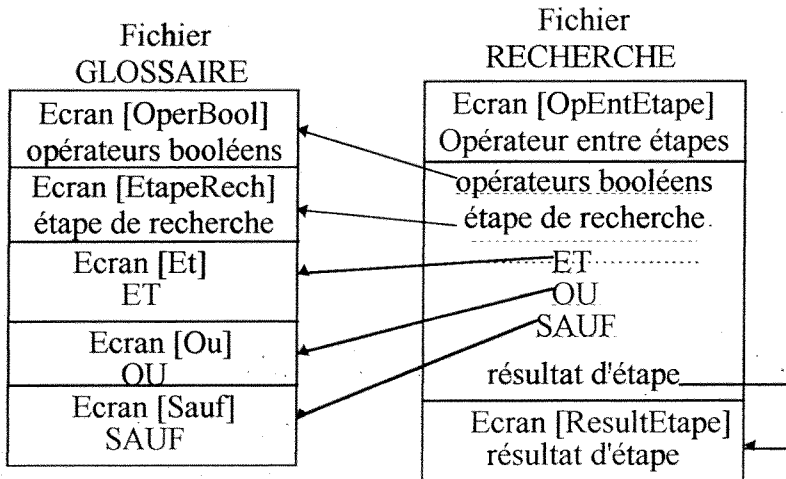 Fichier
GLOSSAIRE
Ecran [OperBool]
opérateurs booléens
Ecran [EtapeRech]
étape de recherche
Ecran [Et]
ET
Ecran [Ou]
OU
Ecran [Sauf]
SAUF
Fichier
RECHERCHE
Ecran [OpEntEtape]
Opérateur entre étapes
opérateurs booléens
étape de recherche
ET
OU
SAUF
résultat d'étape
Ecran [ResultEtape]
résultat d'étape